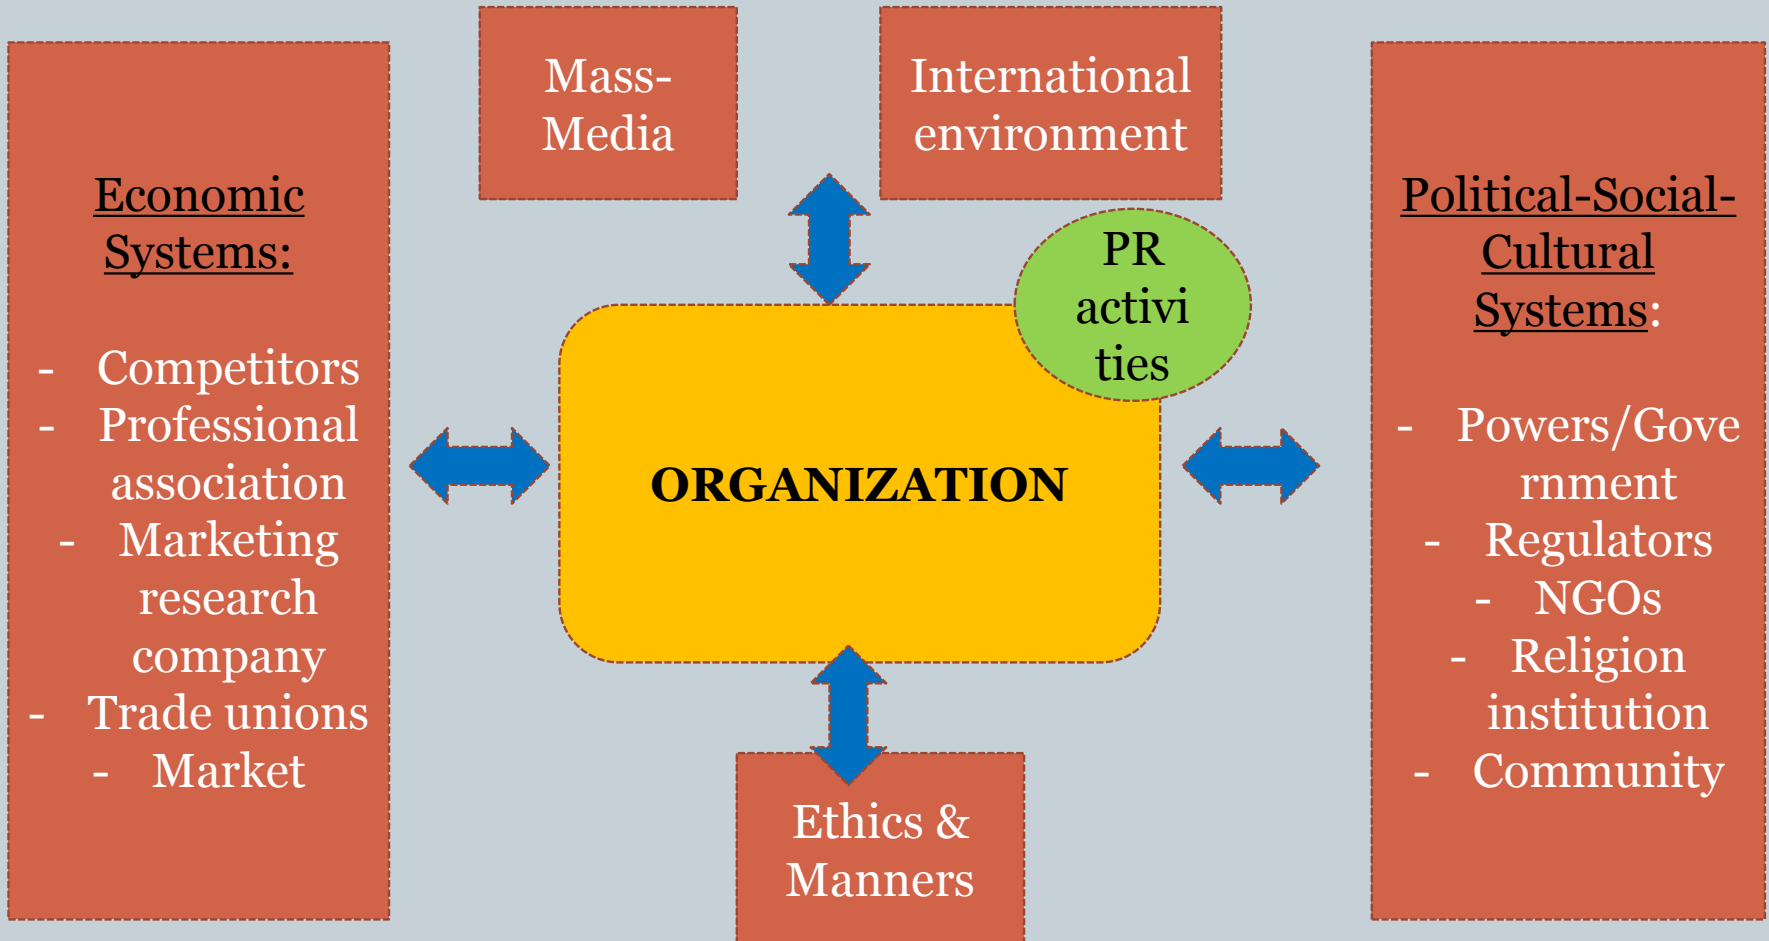 Mass-
Media
International
environment
Economic
Systems:
- Competitors
- Professional
association
- Marketing
research
company
- Trade unions
- Market
PR
activi
ties
ORGANIZATION
Political-Social-
Cultural
Systems:
- Powers/Gove
rnment
- Regulators
- NGOs
- Religion
institution
- Community
Ethics &
Manners